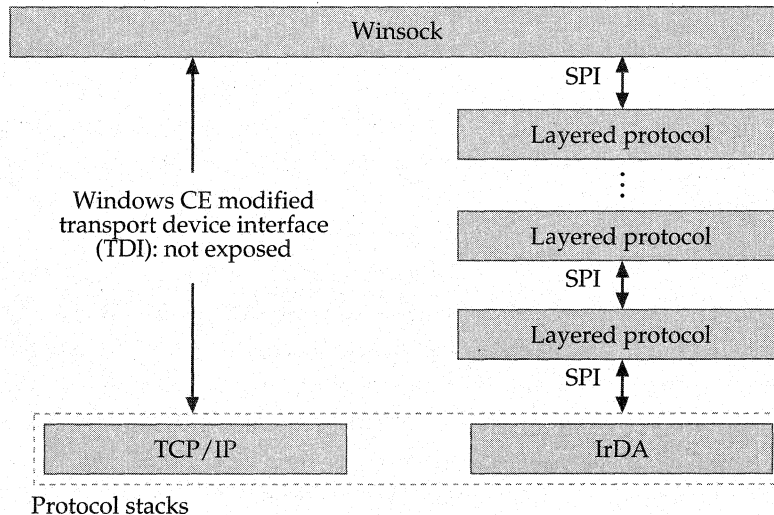 Winsock
SPI
Layered protocol
⋮
Windows CE modified
transport device interface
(TDI): not exposed
Layered protocol
SPI
Layered protocol
SPI
TCP/IP
IrDA
Protocol stacks